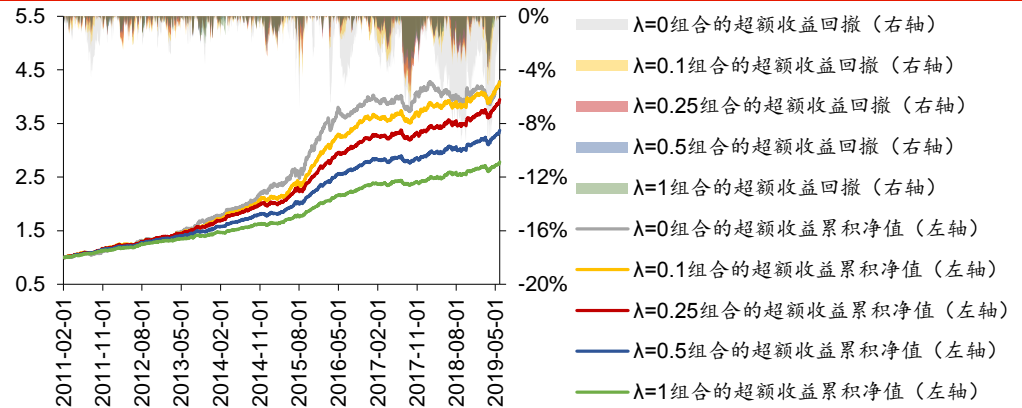 5.5
4.5
3.5
2.5
1.5
0.5
0%
-4%
-8%
-12%
-16%
-20%
2011-02-01
2011-11-01
2012-08-01
2013-05-01
2014-02-01
2014-11-01
2015-08-01
2016-05-01
2017-02-01
2017-11-01
2018-08-01
2019-05-01
λ=0组合的超额收益回撤（右轴）
λ=0.1组合的超额收益回撤（右轴）
λ=0.25组合的超额收益回撤（右轴）
λ=0.5组合的超额收益回撤（右轴）
λ=1组合的超额收益回撤（右轴）
λ=0组合的超额收益累积净值（左轴）
λ=0.1组合的超额收益累积净值（左轴）
λ=0.25组合的超额收益累积净值（左轴）
λ=0.5组合的超额收益累积净值（左轴）
λ=1组合的超额收益累积净值（左轴）